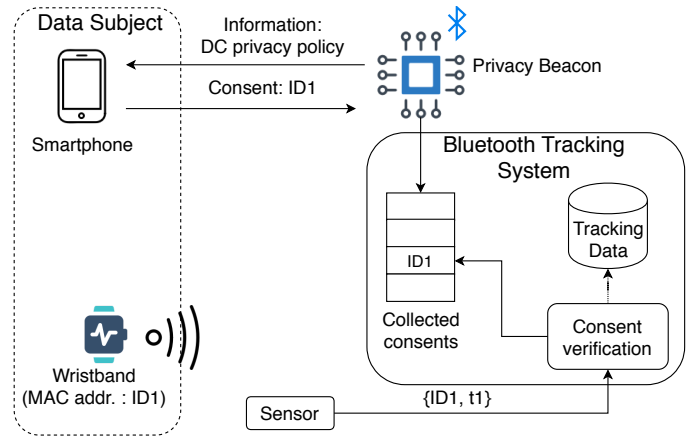 Data Subject
Information:
DC privacy policy
Consent: ID1
Smartphone
Privacy Beacon
Bluetooth Tracking
System
ID1
Tracking
Data
Collected
consents
Consent
verification
Wristband
(MAC addr. : ID1)
Sensor
{ID1, t1}